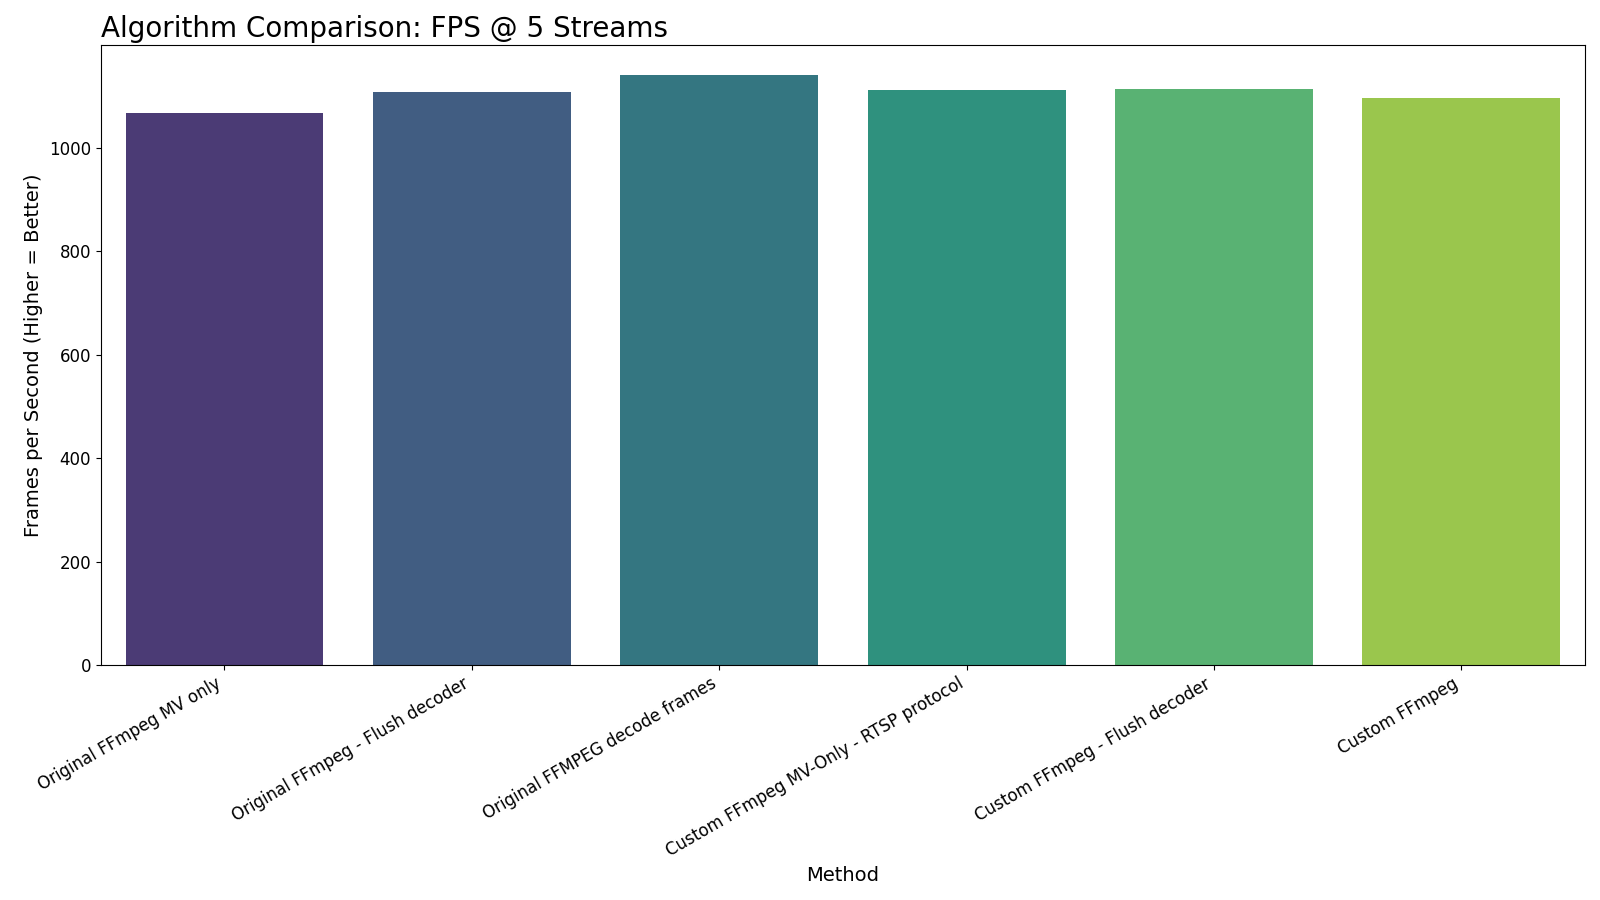 Algorithm Comparison: FPS @ 5 Streams
Frames per Second (Higher = Better)
1000
800
600
400
200
0
Original FFmpeg MV only
Original FFmpeg - Flush decoder
Original FFMPEG decode frames
Custom FFmpeg MV-Only - RTSP protocol
Custom FFmpeg - Flush decoder
Custom FFmpeg
Method